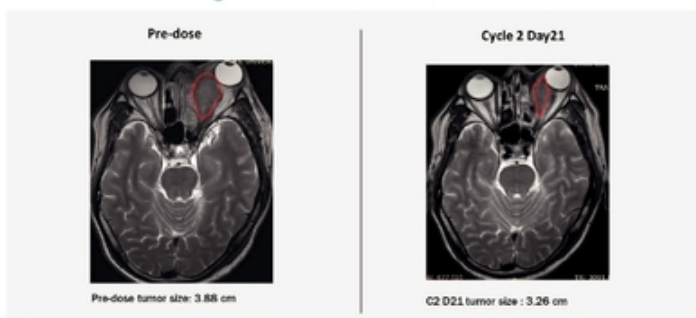 Pre-dose
Cycle 2 Day21
Pre-dose tumor size: 3.88 cm
C2 D21 tumor size : 3.26 cm